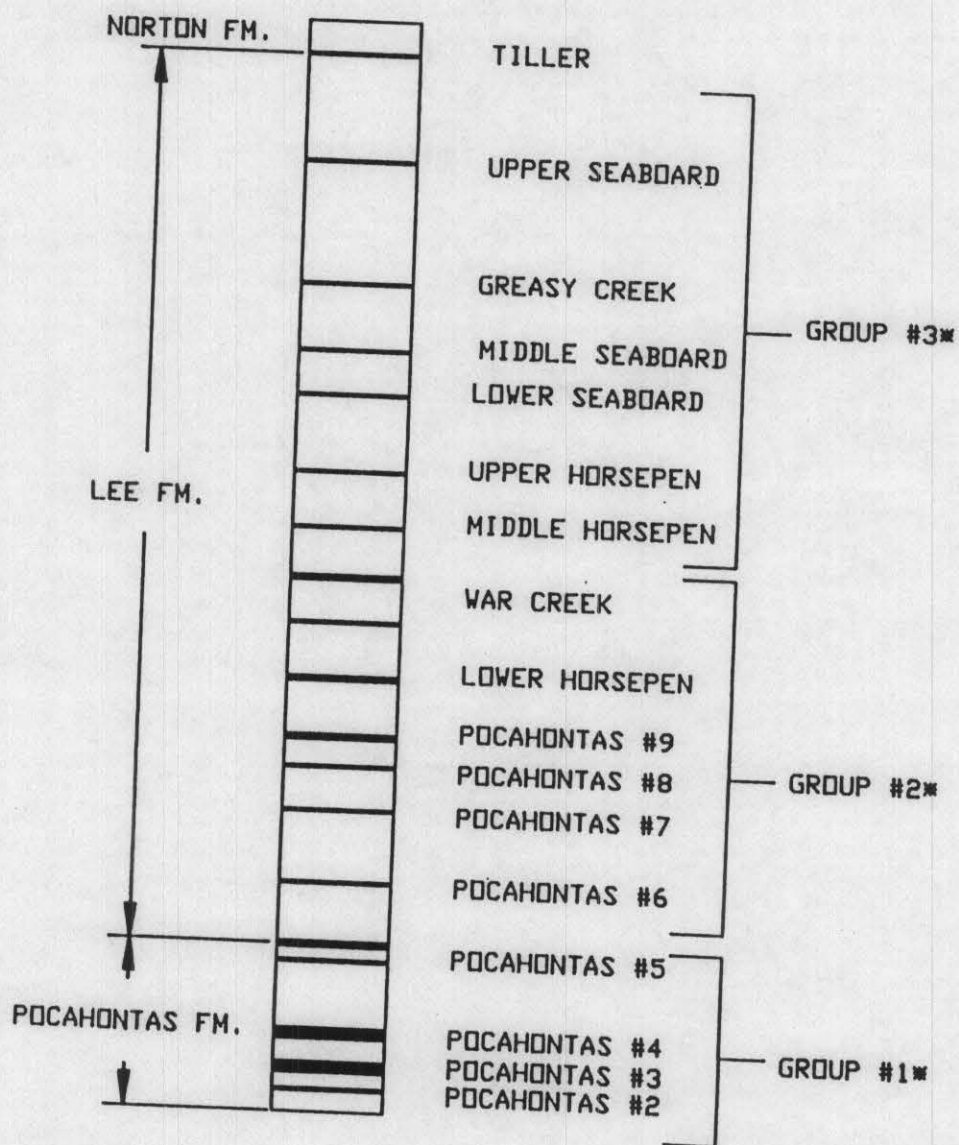 NORTON FM.
TILLER
UPPER SEABOARD
GREASY CREEK
GROUP #3*
MIDDLE SEABOARD
LOWER SEABOARD
UPPER HORSEPEN
LEE FM.
MIDDLE HORSEPEN
WAR CREEK
LOWER HORSEPEN
POCAHONTAS #9
POCAHONTAS #8
GROUP #2*
POCAHONTAS #7
POCAHONTAS #6
POCAHONTAS #5
POCAHONTAS FM.
POCAHONTAS #4
GROUP #1*
POCAHONTAS #3
POCAHONTAS #2